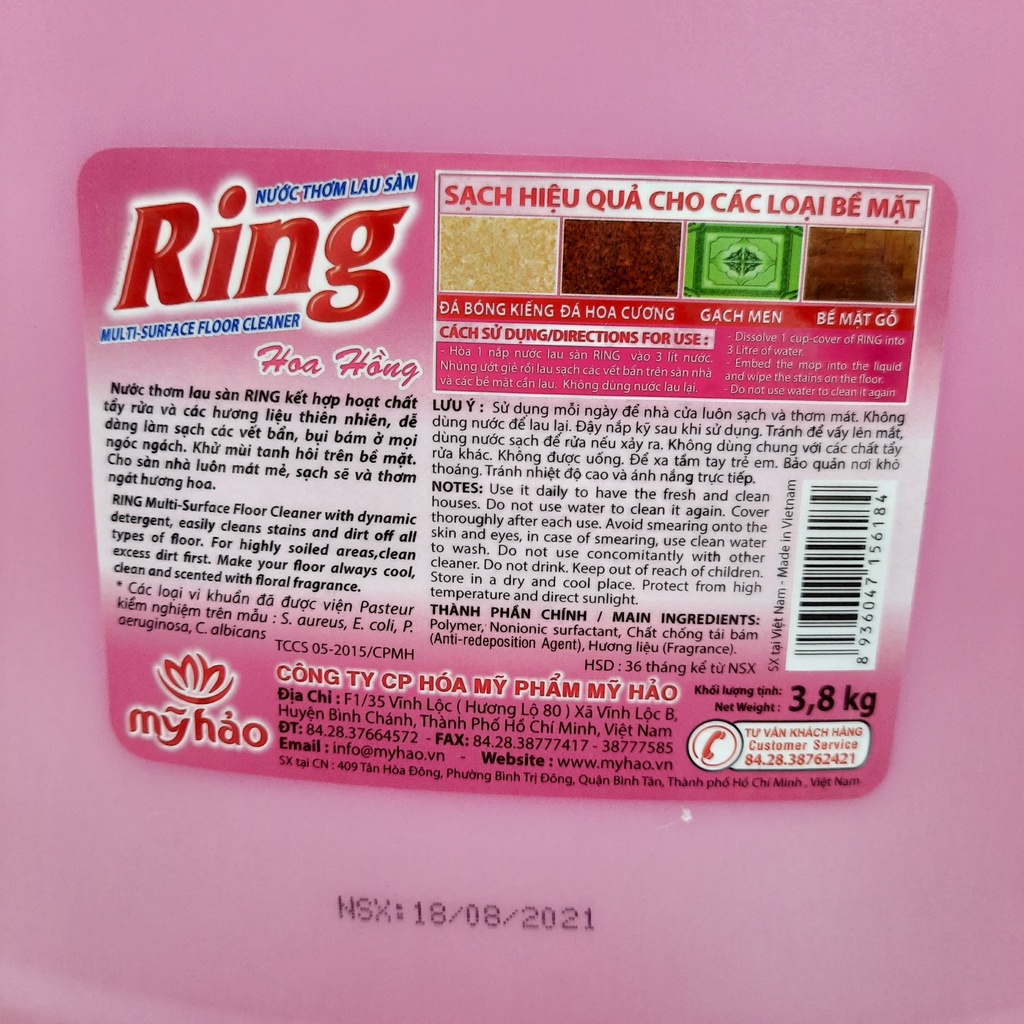 NƯỚC THƠM LAU SÀN
Ring
MULTI-SURFACE FLOOR CLEANER
Hoa Hồng
Nước thơm lau sàn RING kết hợp hoạt chất
tẩy rửa và các hương liệu thiên nhiên, dễ
dàng làm sạch các vết bẩn, bụi bám ở mọi
ngóc ngách. Khử mùi tanh hôi trên bề mặt.
Cho sàn nhà luôn mát mẻ, sạch sẽ và thơm
ngát hương hoa.
RING Multi-Surface Floor Cleaner with dynamic
detergent, easily cleans stains and dirt off all
types of floor. For highly soiled areas,clean
excess dirt first. Make your floor always cool,
clean and scented with floral fragrance.
* Các loại vi khuẩn đã được viện Pasteur
kiểm nghiệm trên mẫu : S. aureus, E. coli, P.
aeruginosa, C. albicans
TCCS 05-2015/CPMH
SẠCH HIỆU QUẢ CHO CÁC LOẠI BỀ MẶT
ĐÁ BÓNG KIẾNG ĐÁ HOA CƯƠNG GẠCH MEN BỀ MẶT GỖ
CÁCH SỬ DỤNG/DIRECTIONS FOR USE :
- Hòa 1 nắp nước lau sàn RING vào 3 lít nước.
Nhúng ướt giẻ rồi lau sạch các vết bẩn trên sàn nhà
và các bề mặt cần lau. Không dùng nước lau lại.
- Dissolve 1 cup-cover of RING into
3 Litre of water.
- Embed the mop into the liquid
and wipe the stains on the floor.
- Do not use water to clean it again
LƯU Ý : Sử dụng mỗi ngày để nhà cửa luôn sạch và thơm mát. Không
dùng nước để lau lại. Đậy nắp kỹ sau khi sử dụng. Tránh để vấy lên mắt,
dùng nước sạch để rửa nếu xảy ra. Không dùng chung với các chất tẩy
rửa khác. Không được uống. Để xa tầm tay trẻ em. Bảo quản nơi khô
thoáng. Tránh nhiệt độ cao và ánh nắng trực tiếp.
NOTES: Use it daily to have the fresh and clean
houses. Do not use water to clean it again. Cover
thoroughly after each use. Avoid smearing onto the
skin and eyes, in case of smearing, use clean water
to wash. Do not use concomitantly with other
cleaner. Do not drink. Keep out of reach of children.
Store in a dry and cool place. Protect from high
temperature and direct sunlight.
THÀNH PHẦN CHÍNH / MAIN INGREDIENTS:
Polymer, Nonionic surfactant, Chất chống tái bám
(Anti-redeposition Agent), Hương liệu (Fragrance).
HSD : 36 tháng kể từ NSX
SX tại Việt Nam - Made in Vietnam
8 936047 156184
mỹhảo
CÔNG TY CP HÓA MỸ PHẨM MỸ HẢO
Địa Chỉ : F1/35 Vĩnh Lộc ( Hương Lộ 80 ) Xã Vĩnh Lộc B,
Huyện Bình Chánh, Thành Phố Hồ Chí Minh, Việt Nam
ĐT: 84.28.37664572 - FAX: 84.28.38777417 - 38777585
Email : info@myhao.vn - Website : www.myhao.vn
SX tại CN : 409 Tân Hòa Đông, Phường Bình Trị Đông, Quận Bình Tân, Thành phố Hồ Chí Minh , Việt Nam
Khối lượng tịnh:
Net Weight :
3,8 kg
TƯ VẤN KHÁCH HÀNG
Customer Service
84.28.38762421
NSX:18/08/2021